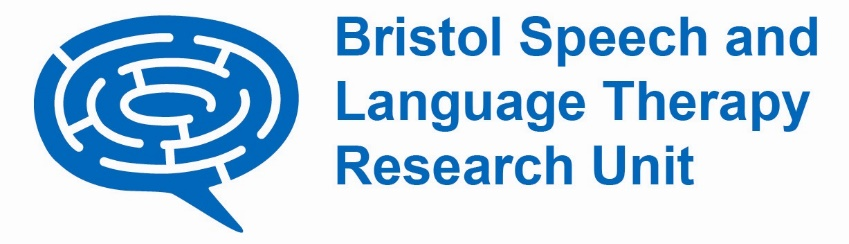 Bristol Speech and
Language Therapy
Research Unit